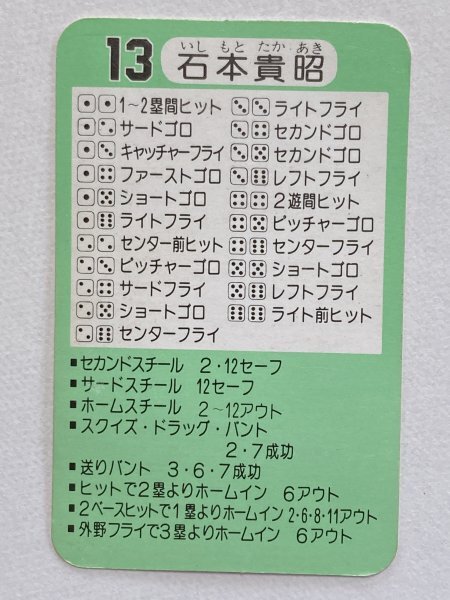 いし もと たか あき
13 石本貴昭
⚀⚀1〜2塁間ヒット
⚀⚁サードゴロ
⚀⚂キャッチャーフライ
⚀⚃ファーストゴロ
⚀⚄ショートゴロ
⚀⚅ライトフライ
⚁⚁センター前ヒット
⚁⚂ピッチャーゴロ
⚁⚃サードフライ
⚁⚄ショートゴロ
⚁⚅センターフライ
⚂⚂ライトフライ
⚂⚃セカンドゴロ
⚂⚄セカンドゴロ
⚂⚅レフトフライ
⚃⚃2遊間ヒット
⚃⚄ピッチャーゴロ
⚃⚅センターフライ
⚄⚄ショートゴロ
⚄⚅レフトフライ
⚅⚅ライト前ヒット
■セカンドスチール 2・12セーフ
■サードスチール 12セーフ
■ホームスチール 2〜12アウト
■スクイズ・ドラッグ・バント
2・7成功
■送りバント 3・6・7成功
■ヒットで2塁よりホームイン 6アウト
■2ベースヒットで1塁よりホームイン 2・6・8・11アウト
■外野フライで3塁よりホームイン 6アウト